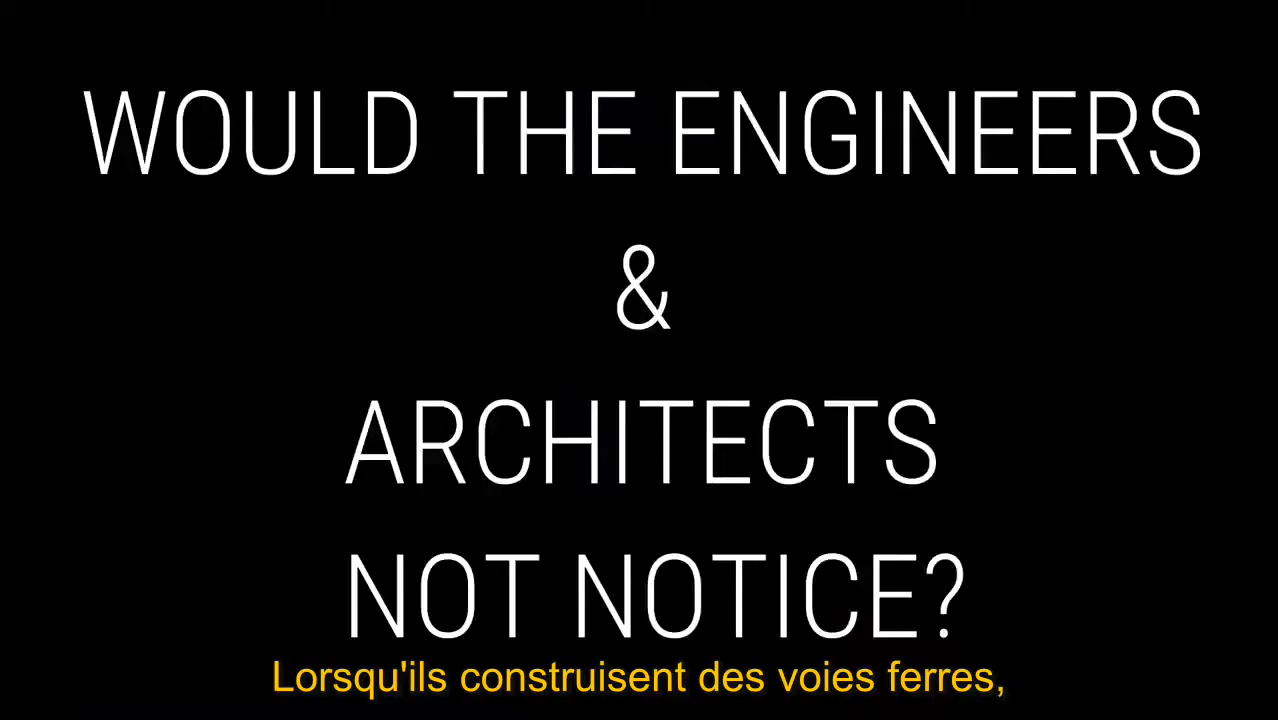 WOULD THE ENGINEERS
&
ARCHITECTS
NOT NOTICE?
Lorsqu'ils construisent des voies ferres,